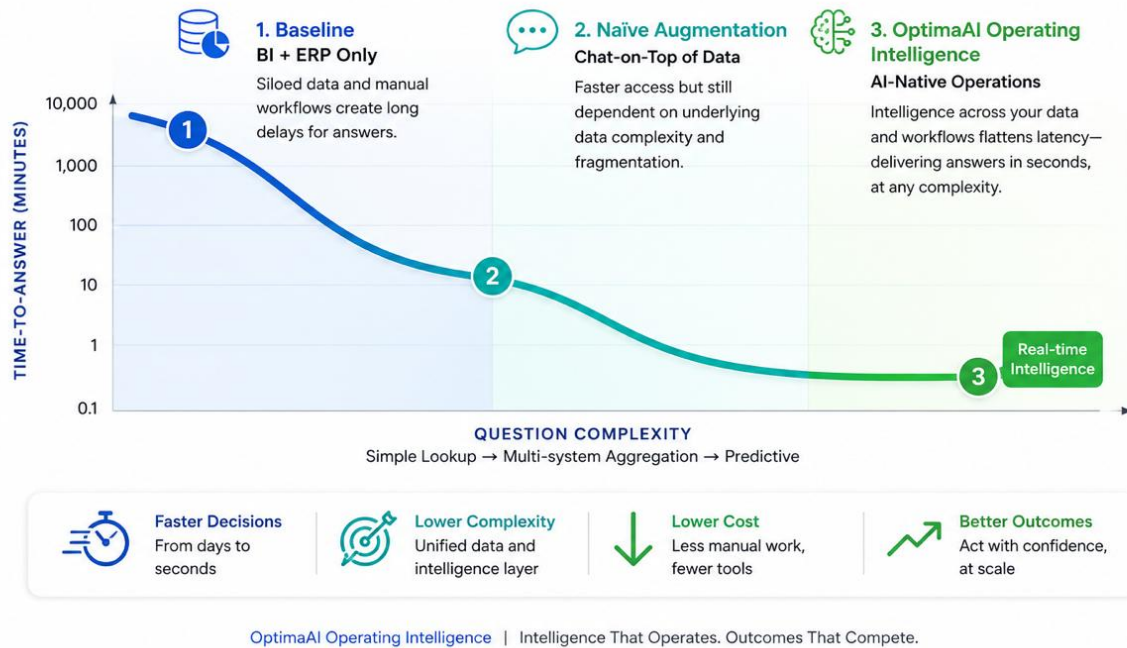 1. Baseline
BI + ERP Only
Siloed data and manual
workflows create long
delays for answers.
2. Naïve Augmentation
Chat-on-Top of Data
Faster access but still
dependent on underlying
data complexity and
fragmentation.
3. OptimaAI Operating
Intelligence
AI-Native Operations
Intelligence across your data
and workflows flattens latency—
delivering answers in seconds,
at any complexity.
TIME-TO-ANSWER (MINUTES)
10,000
1,000
100
10
1
0.1
1
2
3
Real-time
Intelligence
QUESTION COMPLEXITY
Simple Lookup → Multi-system Aggregation → Predictive
Faster Decisions
From days to
seconds
Lower Complexity
Unified data and
intelligence layer
Lower Cost
Less manual work,
fewer tools
Better Outcomes
Act with confidence,
at scale
OptimaAI Operating Intelligence | Intelligence That Operates. Outcomes That Compete.